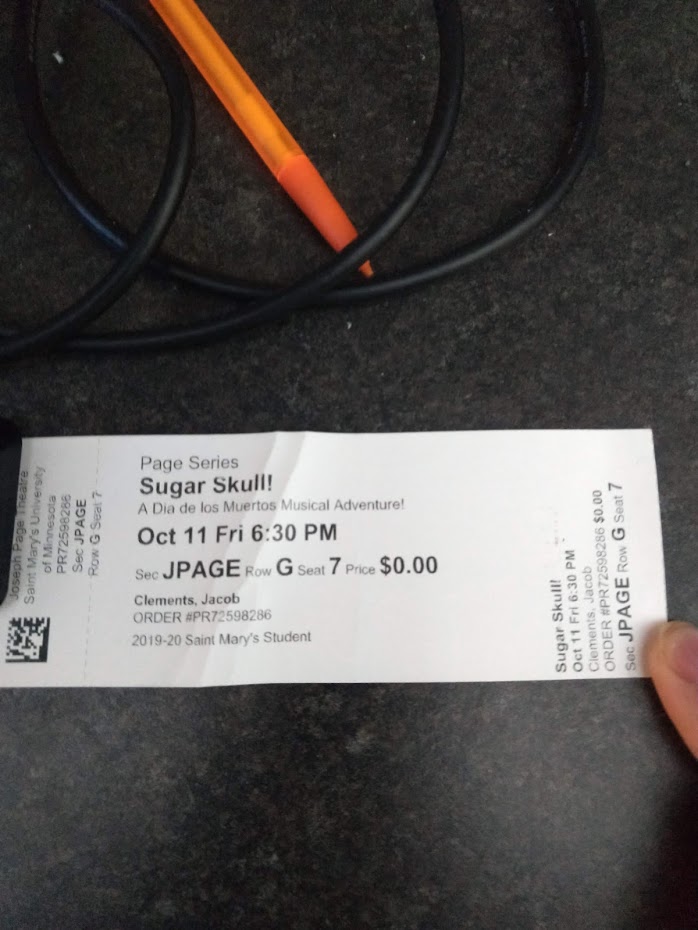 Joseph Page Theatre
Saint Mary's University
of Minnesota
PR72598286
Sec JPAGE
Row G Seat 7
Page Series
Sugar Skull!
A Dia de los Muertos Musical Adventure!
Oct 11 Fri 6:30 PM
Sec JPAGE Row G Seat 7 Price $0.00
Clements, Jacob
ORDER #PR72598286
2019-20 Saint Mary's Student
Sugar Skull!
Oct 11 Fri 6:30 PM
Clements, Jacob
ORDER #PR72598286 $0.00
Sec JPAGE Row G Seat 7